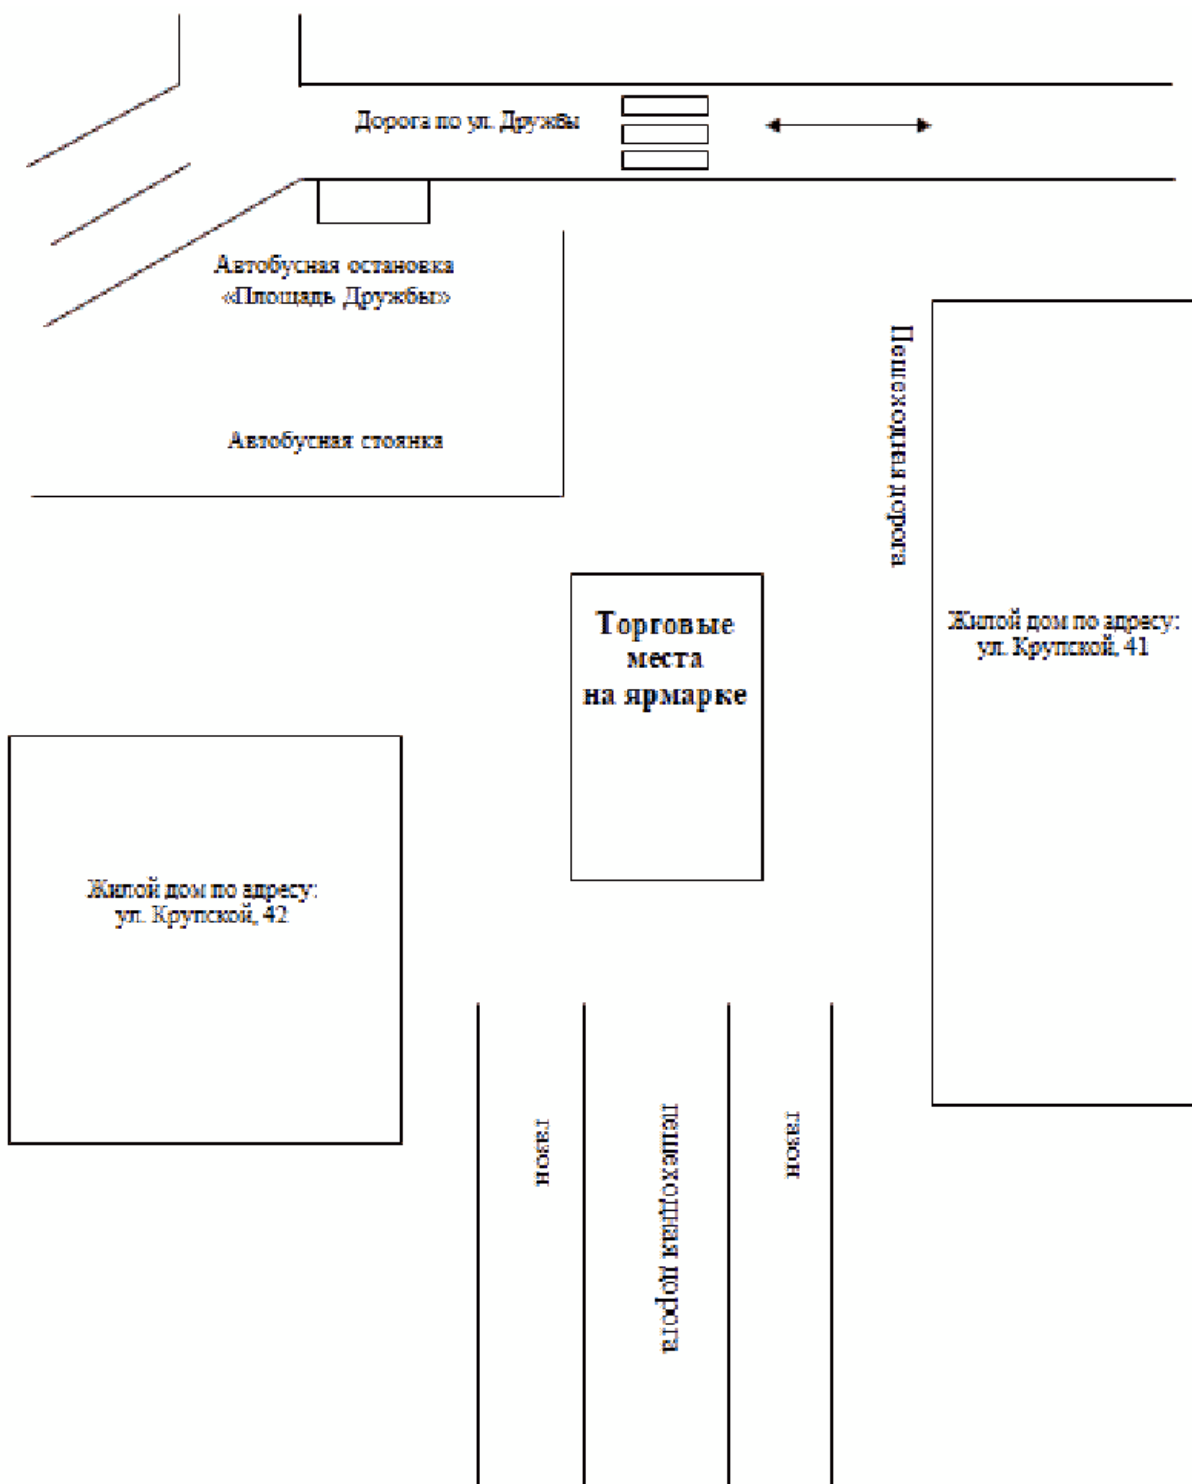 Дорога по ул. Дружбы
Автобусная остановка
«Площадь Дружбы»
Пешеходная дорога
Автобусная стоянка
Торговые
места
на ярмарке
Жилой дом по адресу:
ул. Крупской, 41
Жилой дом по адресу:
ул. Крупской, 42
газон
пешеходная дорога
газон